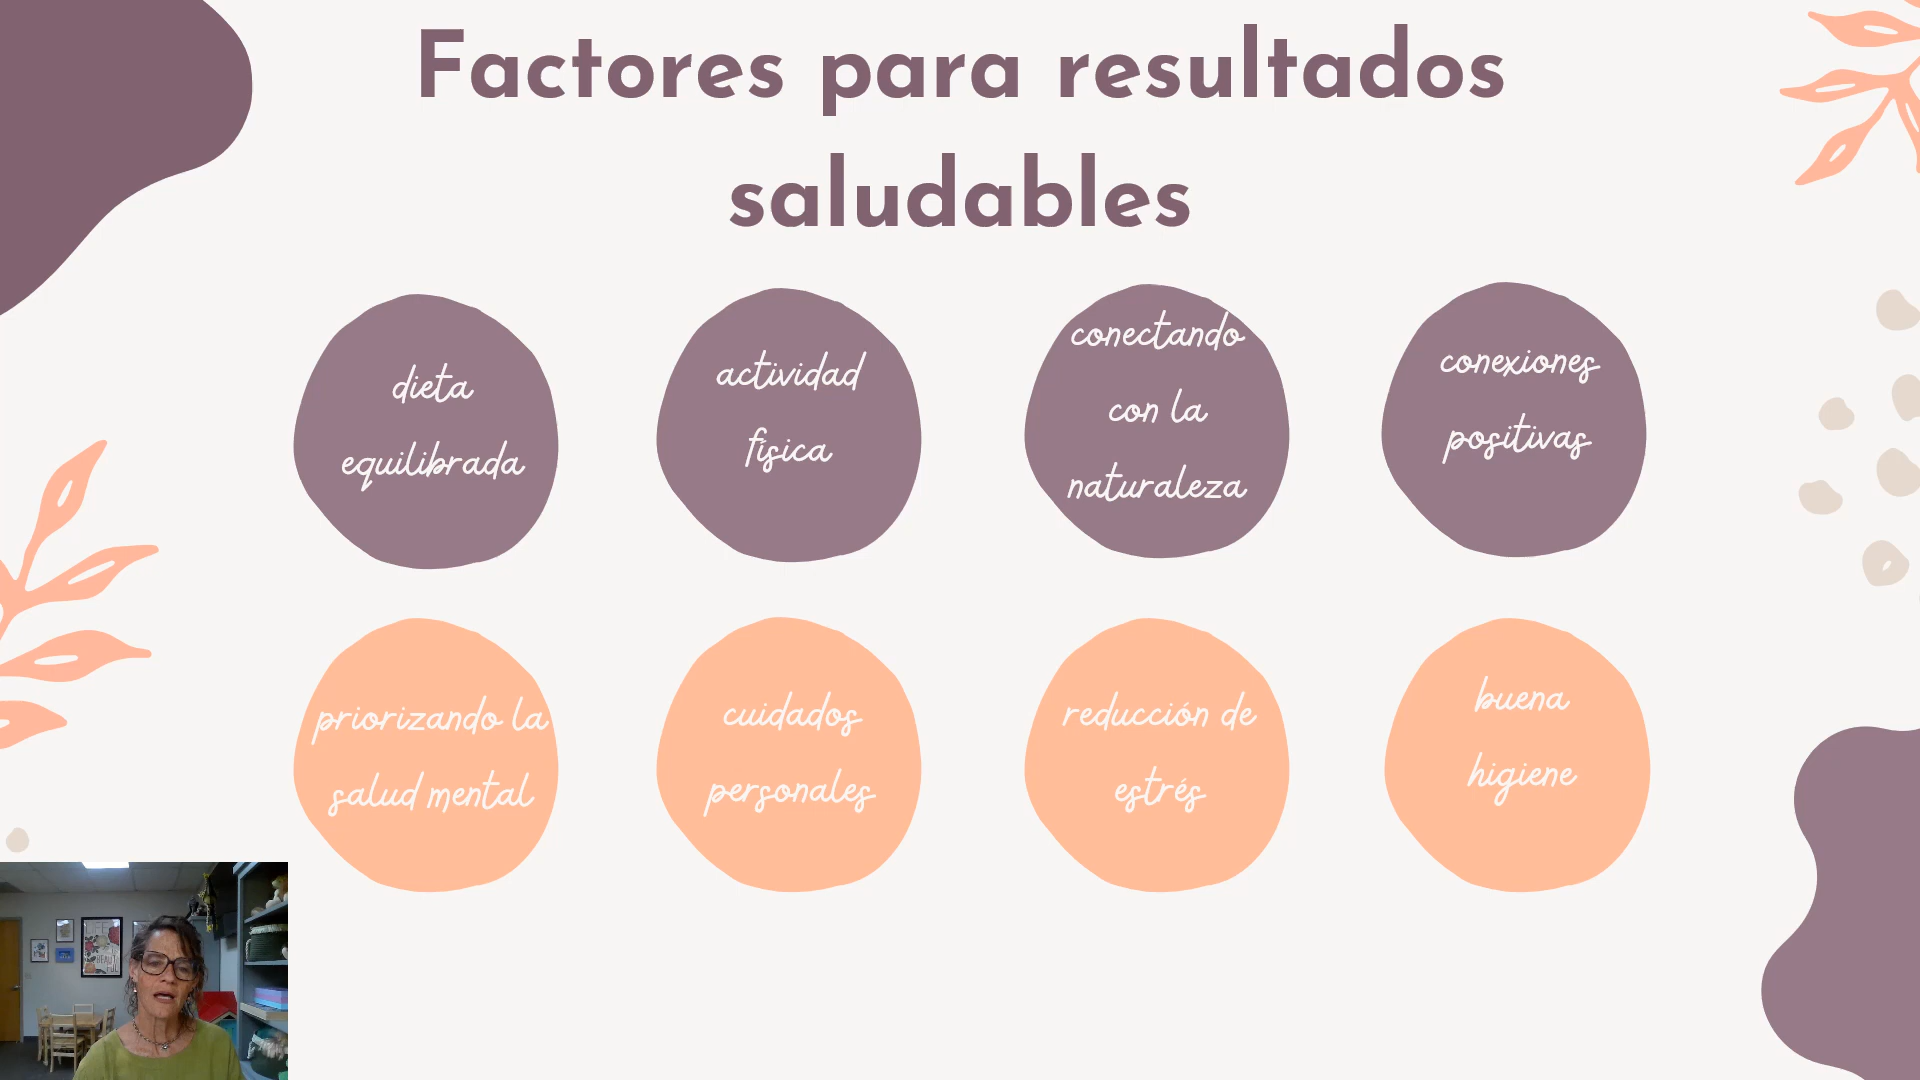 Factores para resultados
saludables
dieta
equilibrada
actividad
física
conectando
con la
naturaleza
conexiones
positivas
priorizando la
salud mental
cuidados
personales
reducción de
estrés
buena
higiene